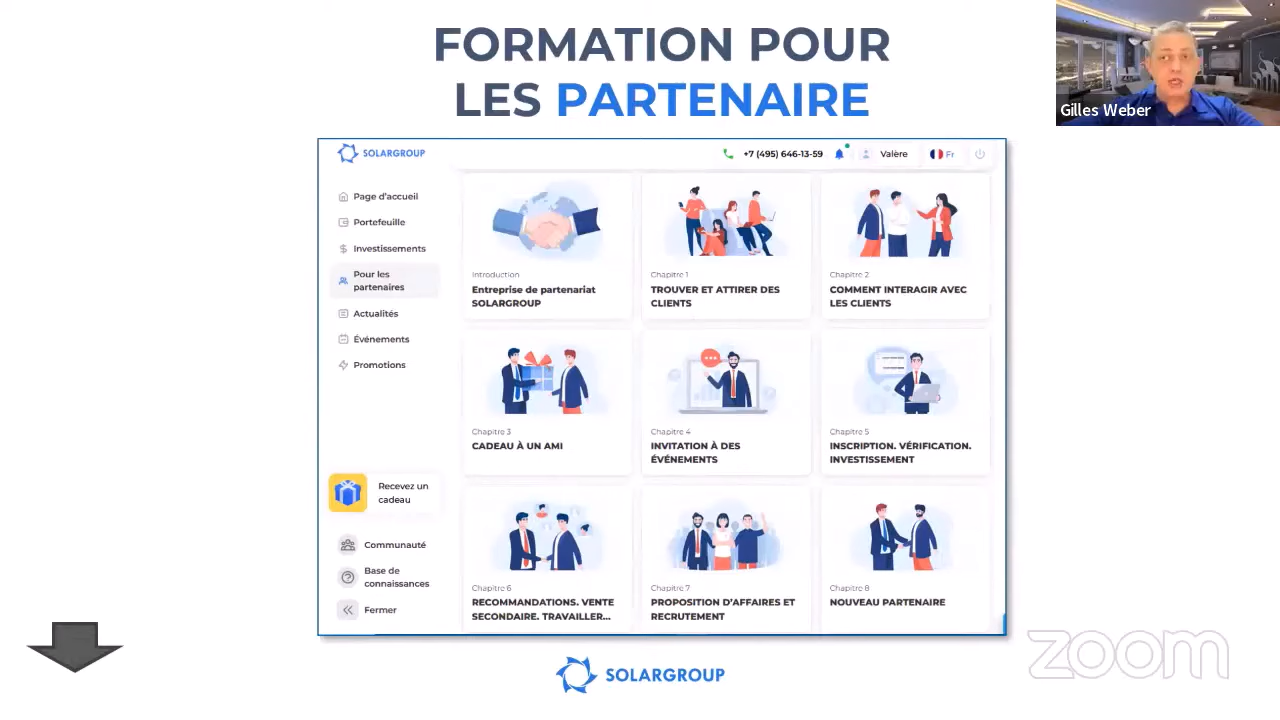 FORMATION POUR
LES PARTENAIRE
Gilles Weber
SOLARGROUP
+7 (495) 646-13-59
Valère
Fr
Page d'accueil
Portefeuille
Investissements
Pour les
partenaires
Actualités
Événements
Promotions
Recevez un
cadeau
Communauté
Base de
connaissances
Fermer
Introduction
Entreprise de partenariat
SOLARGROUP
Chapitre 1
TROUVER ET ATTIRER DES
CLIENTS
Chapitre 2
COMMENT INTERAGIR AVEC
LES CLIENTS
Chapitre 3
CADEAU À UN AMI
Chapitre 4
INVITATION À DES
ÉVÉNEMENTS
Chapitre 5
INSCRIPTION. VÉRIFICATION.
INVESTISSEMENT
Chapitre 6
RECOMMANDATIONS. VENTE
SECONDAIRE. TRAVAILLER...
Chapitre 7
PROPOSITION D'AFFAIRES ET
RECRUTEMENT
Chapitre 8
NOUVEAU PARTENAIRE
SOLARGROUP
zoom